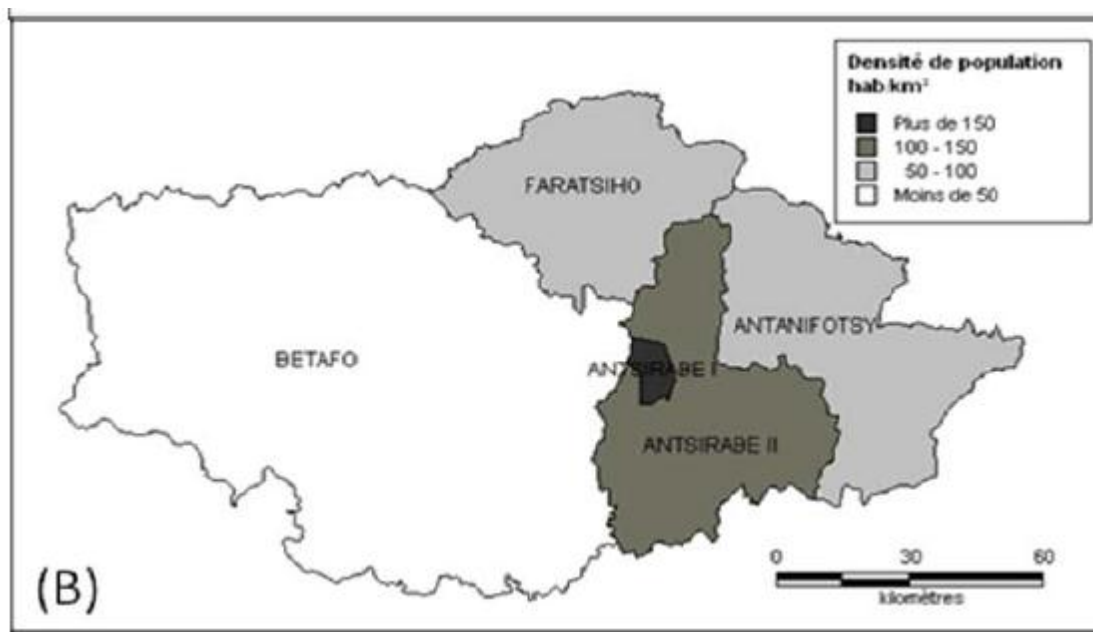 Densité de population
hab/km²
Plus de 150
100 - 150
50 - 100
Moins de 50
FARATSIHO
ANTANIFOTSY
BETAFO
ANTSIRABE I
ANTSIRABE II
(B)
0 30 60
kilomètres